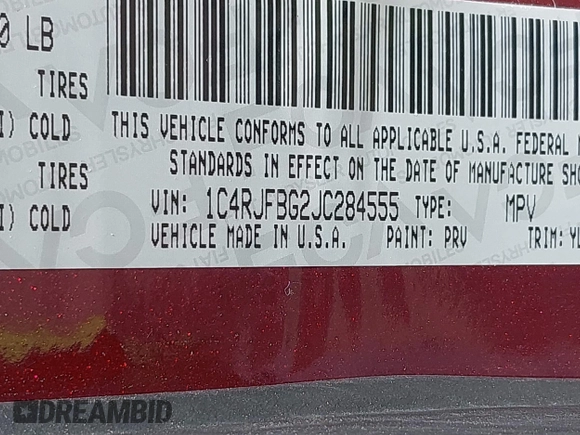 0 LB
TIRES
I) COLD
TIRES
I) COLD
THIS VEHICLE CONFORMS TO ALL APPLICABLE U.S.A. FEDERAL
STANDARDS IN EFFECT ON THE DATE OF MANUFACTURE SHO
VIN: 1C4RJFBG2JC284555 TYPE: MPV
VEHICLE MADE IN U.S.A. PAINT: PRV TRIM:
DREAMBID